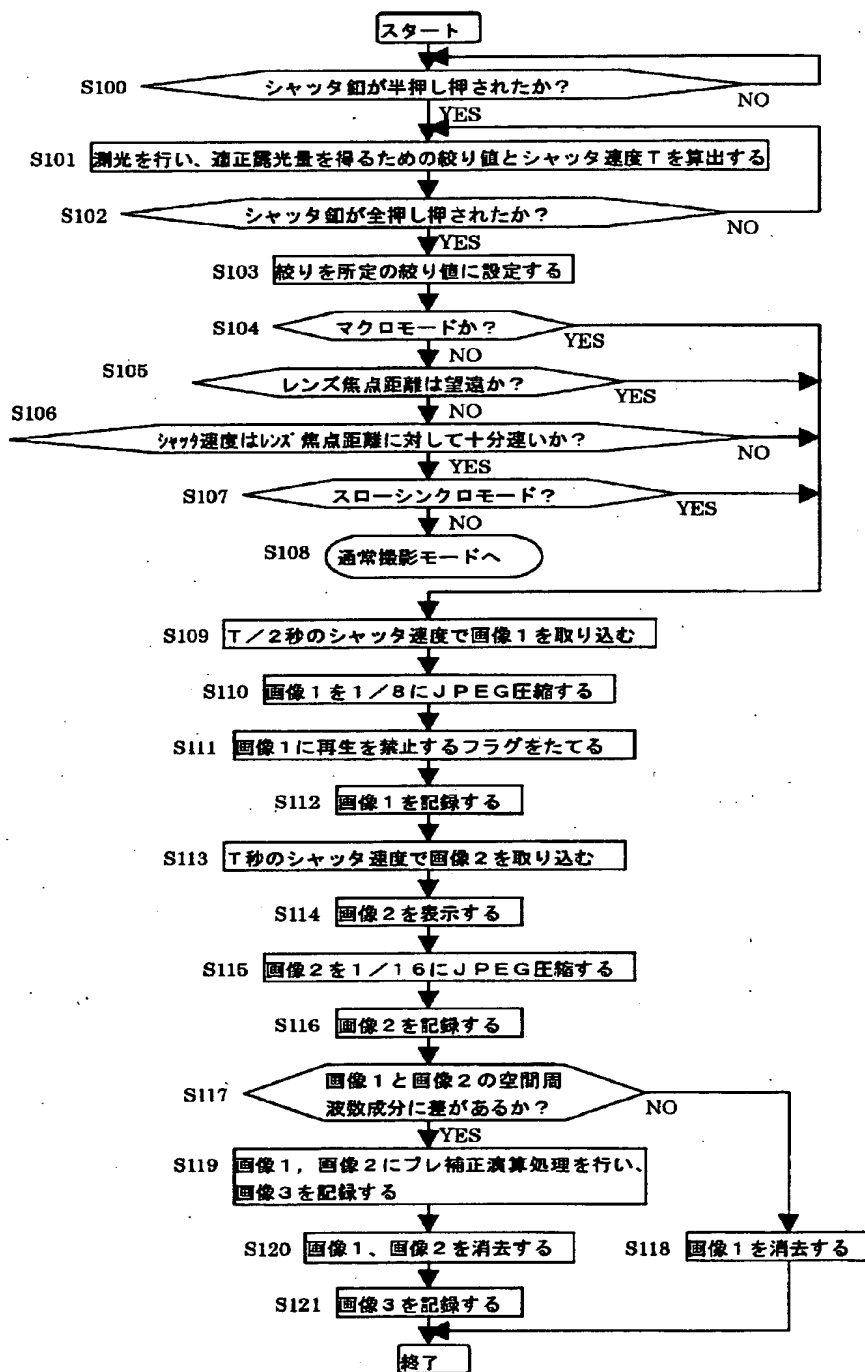 スタート
S100 シャッタ釦が半押し押されたか？ NO
YES
S101 測光を行い、適正露光量を得るための絞り値とシャッタ速度Ｔを算出する
S102 シャッタ釦が全押し押されたか？ NO
YES
S103 絞りを所定の絞り値に設定する
S104 マクロモードか？ YES
NO
S105 レンズ焦点距離は望遠か？ YES
NO
S106 ｼｬｯﾀ速度はﾚﾝｽﾞ焦点距離に対して十分速いか？ NO
YES
S107 スローシンクロモード？ YES
NO
S108 通常撮影モードへ
S109 Ｔ／２秒のシャッタ速度で画像１を取り込む
S110 画像１を１／８にＪＰＥＧ圧縮する
S111 画像１に再生を禁止するフラグをたてる
S112 画像１を記録する
S113 Ｔ秒のシャッタ速度で画像２を取り込む
S114 画像２を表示する
S115 画像２を１／１６にＪＰＥＧ圧縮する
S116 画像２を記録する
S117 画像１と画像２の空間周
波数成分に差があるか？ NO
YES
S119 画像１，画像２にブレ補正演算処理を行い、
画像３を記録する
S120 画像１、画像２を消去する
S118 画像１を消去する
S121 画像３を記録する
終了